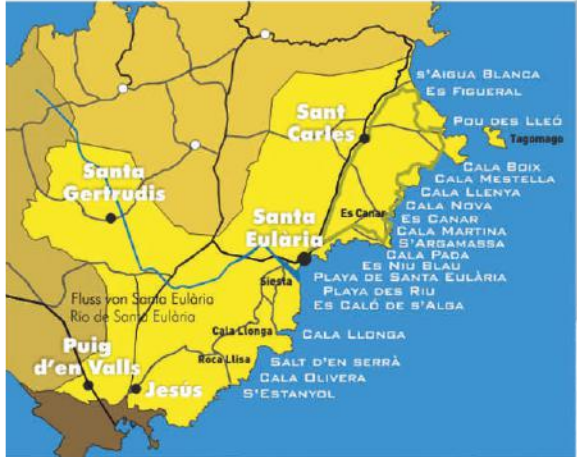 s'Aigua Blanca
Es Figueral
Pou des Lleó
Tagomago
Sant
Carles
Cala Boix
Cala Mestella
Cala Llenya
Cala Nova
Es Canar
Cala Martina
s'Argamassa
Cala Pada
Es Niu Blau
Playa de Santa Eulària
Playa des Riu
Es Caló de s'Alga
Santa
Gertrudis
Es Canar
Santa
Eulària
Siesta
Fluss von Santa Eulària
Rio de Santa Eulària
Cala Llonga
Cala Llonga
Puig
d'en Valls
Roca Llisa
Salt d'en Serrà
Jesús
Cala Olivera
s'Estanyol